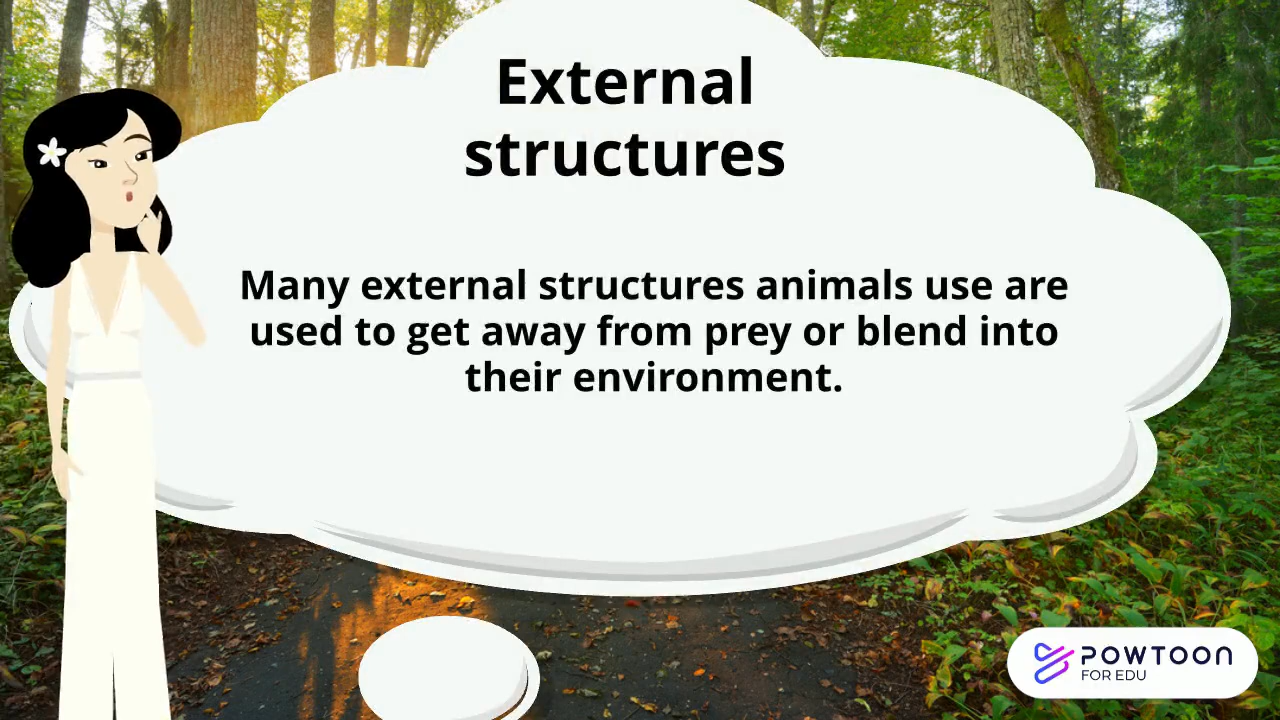 External
structures
Many external structures animals use are
used to get away from prey or blend into
their environment.
POWTOON
FOR EDU